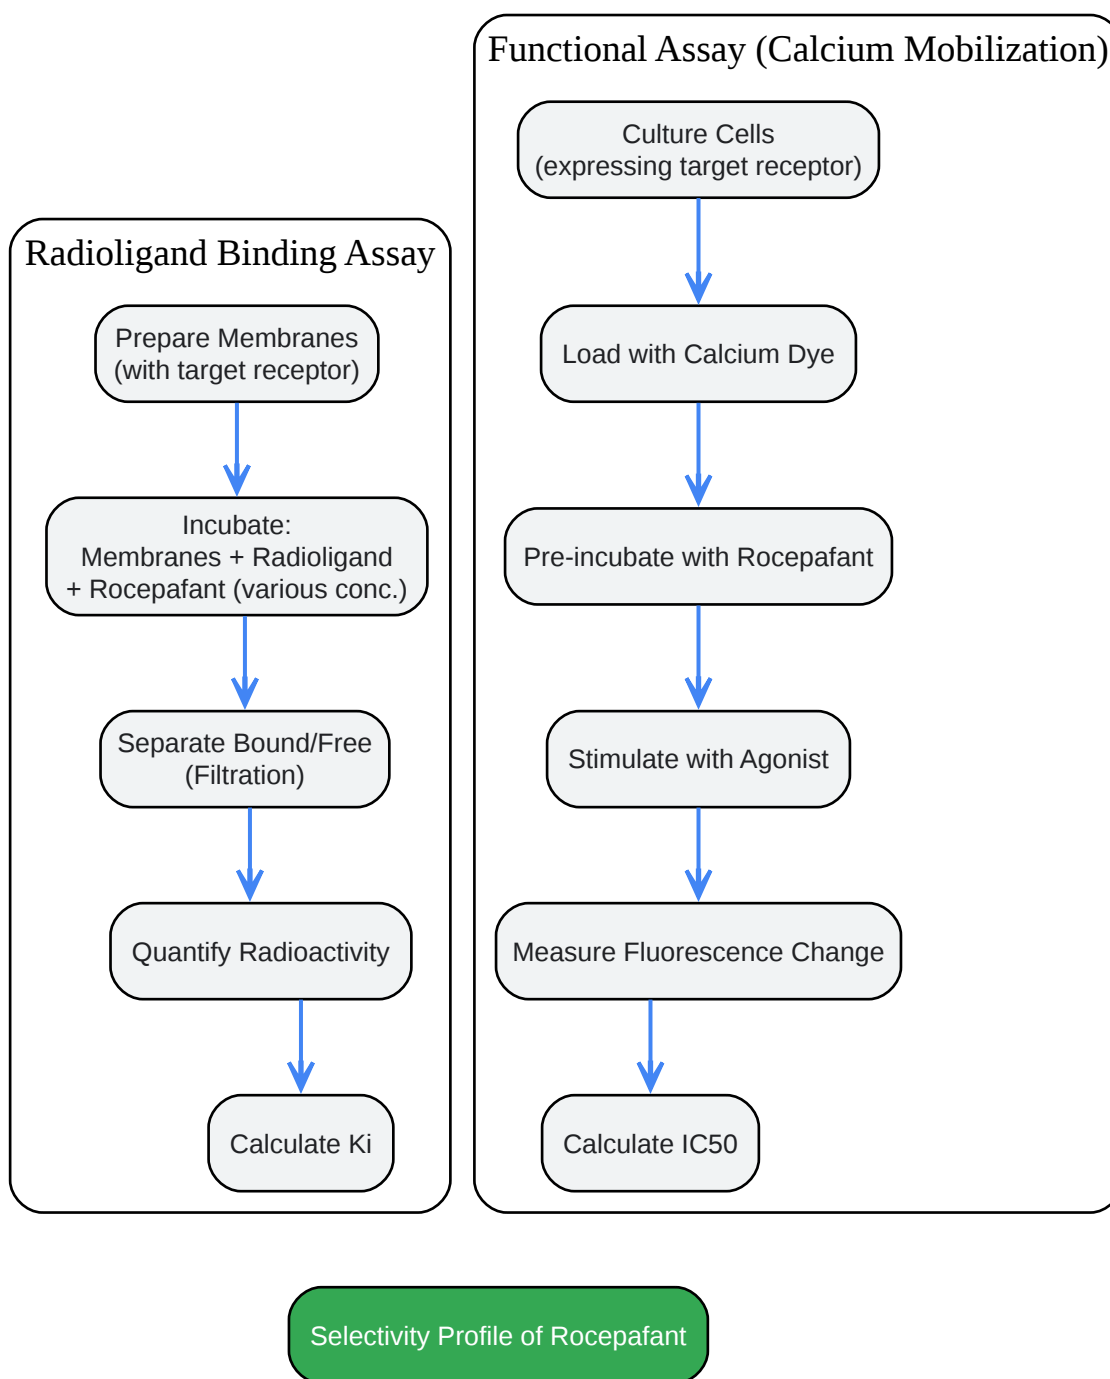 Functional Assay (Calcium Mobilization)
Culture Cells
(expressing target receptor)
Load with Calcium Dye
Pre-incubate with Rocepafant
Stimulate with Agonist
Measure Fluorescence Change
Calculate IC50
Radioligand Binding Assay
Prepare Membranes
(with target receptor)
Incubate:
Membranes + Radioligand
+ Rocepafant (various conc.)
Separate Bound/Free
(Filtration)
Quantify Radioactivity
Calculate Ki
Selectivity Profile of Rocepafant